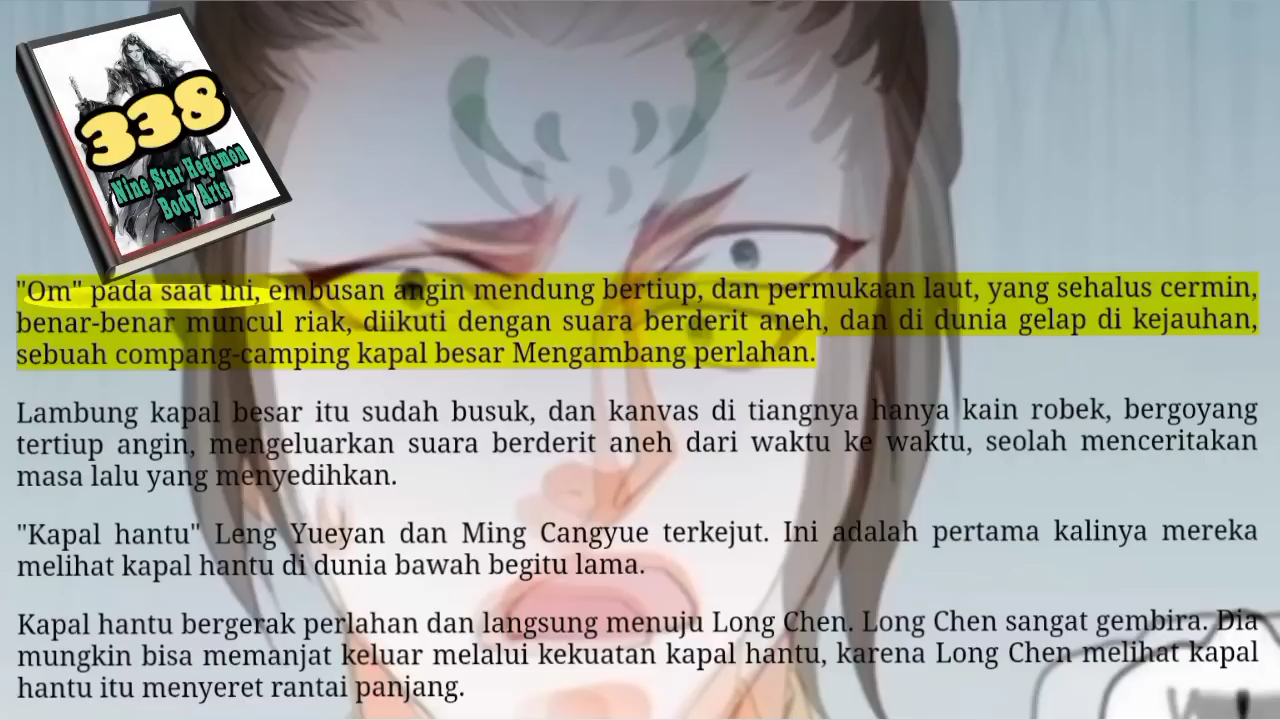 338
Nine Star Hegemon
Body Arts
"Om" pada saat ini, embusan angin mendung bertiup, dan permukaan laut, yang sehalus cermin,
benar-benar muncul riak, diikuti dengan suara berderit aneh, dan di dunia gelap di kejauhan,
sebuah compang-camping kapal besar Mengambang perlahan.
Lambung kapal besar itu sudah busuk, dan kanvas di tiangnya hanya kain robek, bergoyang
tertiup angin, mengeluarkan suara berderit aneh dari waktu ke waktu, seolah menceritakan
masa lalu yang menyedihkan.
"Kapal hantu" Leng Yueyan dan Ming Cangyue terkejut. Ini adalah pertama kalinya mereka
melihat kapal hantu di dunia bawah begitu lama.
Kapal hantu bergerak perlahan dan langsung menuju Long Chen. Long Chen sangat gembira. Dia
mungkin bisa memanjat keluar melalui kekuatan kapal hantu, karena Long Chen melihat kapal
hantu itu menyeret rantai panjang.